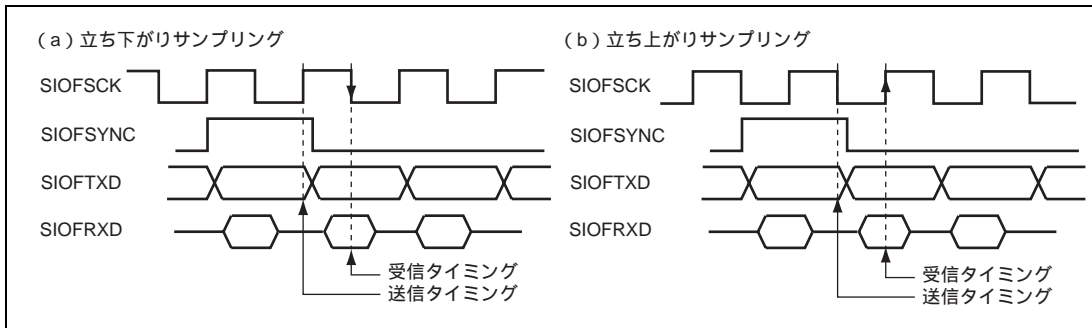 (a)立ち下がりサンプリング
SIOFSCK
SIOFSYNC
SIOFTXD
SIOFRXD
受信タイミング
送信タイミング
(b)立ち上がりサンプリング
SIOFSCK
SIOFSYNC
SIOFTXD
SIOFRXD
受信タイミング
送信タイミング